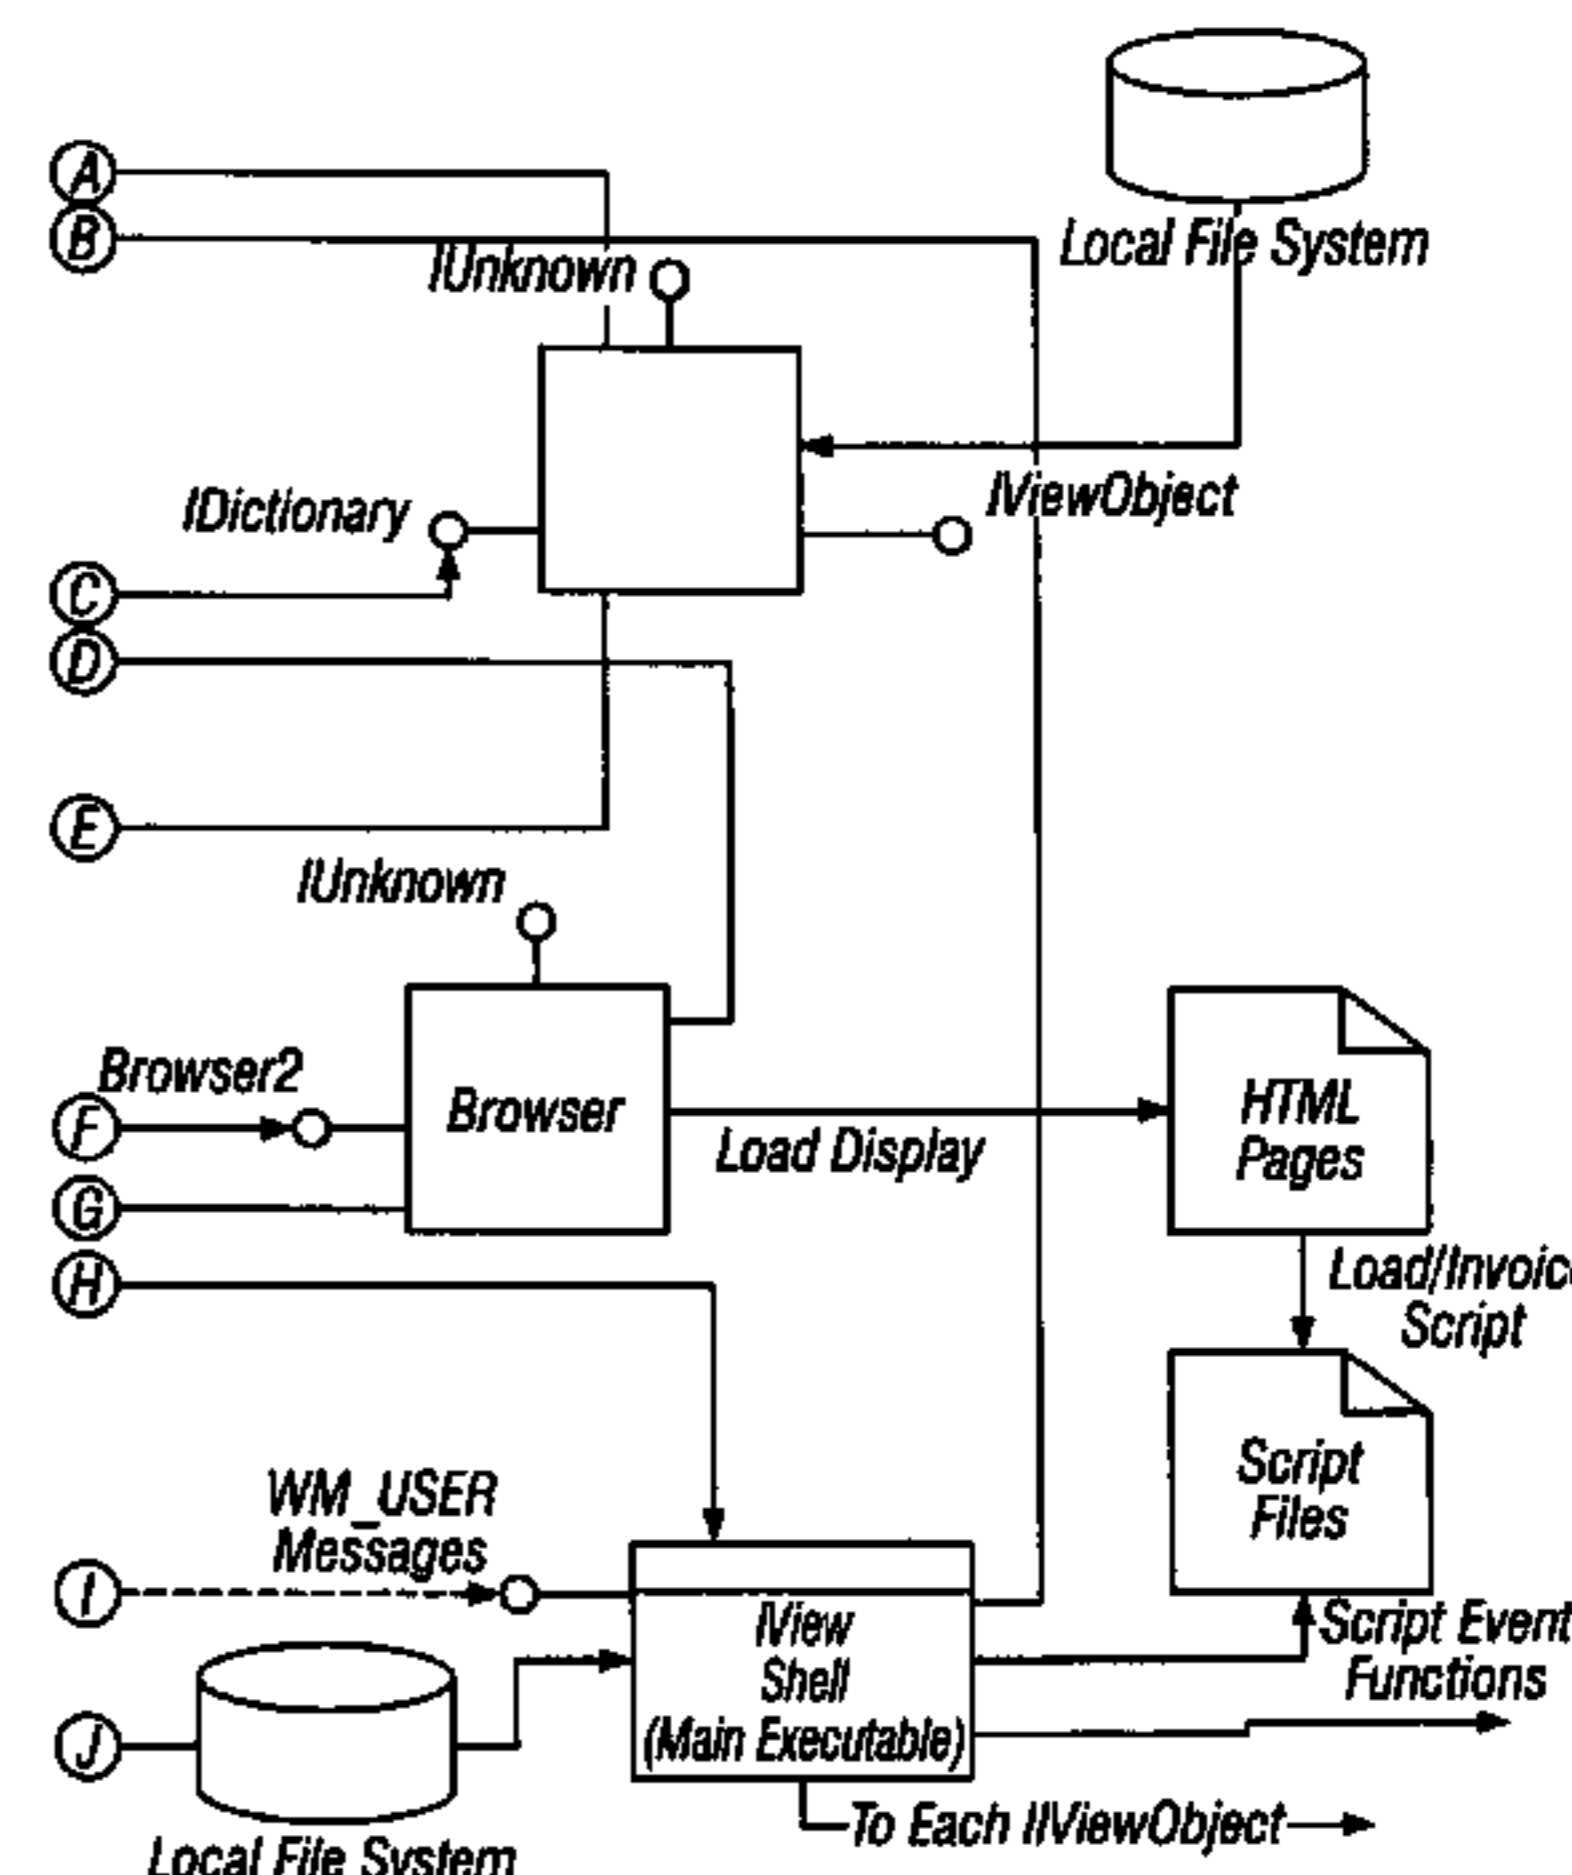 A
B
Local File System
IUnknown
IViewObject
IDictionary
C
D
E
IUnknown
Browser2
F
Browser
HTML
Pages
Load Display
G
H
Load/Invoice
Script
Script
Files
WM_USER
Messages
I
IView
Shell
(Main Executable)
Script Event
Functions
J
To Each IIViewObject
Local File System